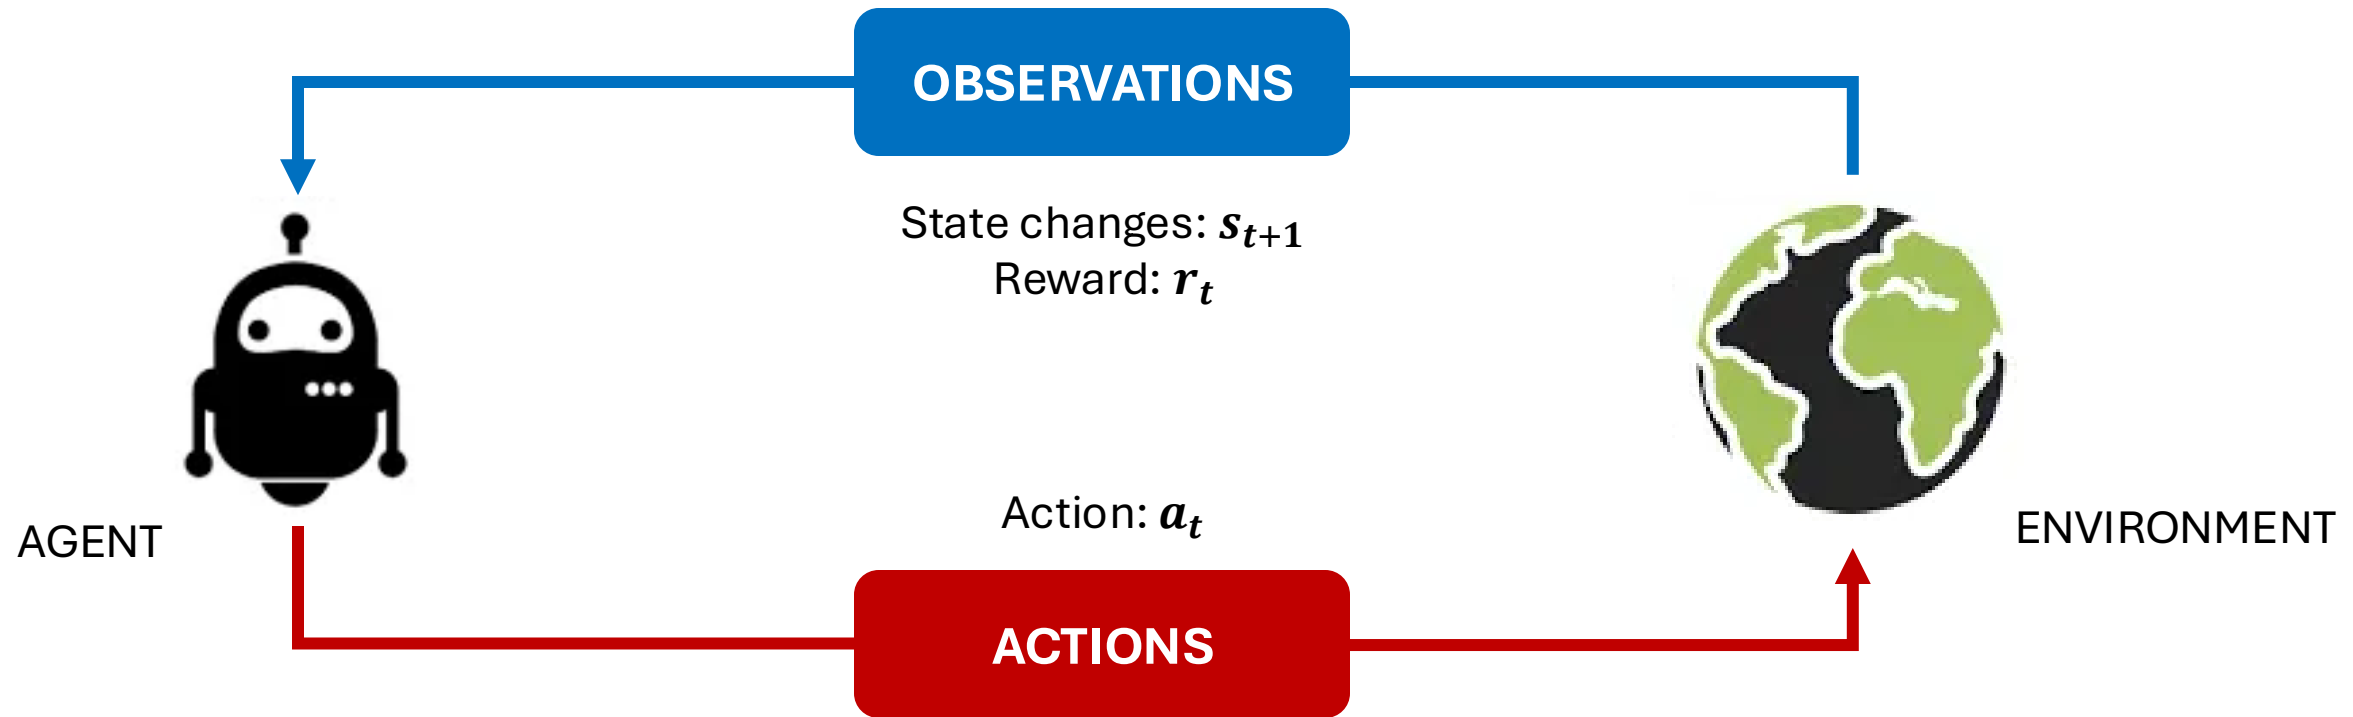 OBSERVATIONS
State changes: s_{t+1}
Reward: r_t
Action: a_t
AGENT
ENVIRONMENT
ACTIONS